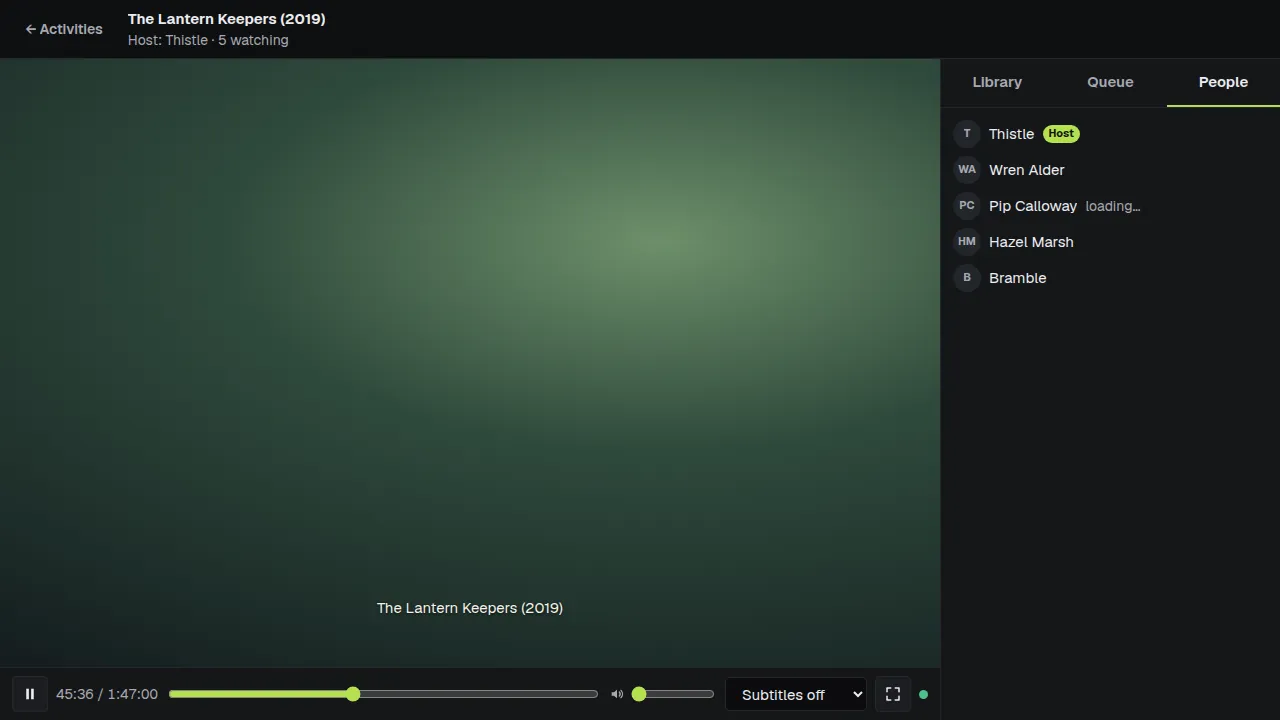 ← Activities
The Lantern Keepers (2019)
Host: Thistle · 5 watching
Library
Queue
People
T
Thistle
Host
WA
Wren Alder
PC
Pip Calloway
loading…
HM
Hazel Marsh
B
Bramble
The Lantern Keepers (2019)
45:36 / 1:47:00
Subtitles off